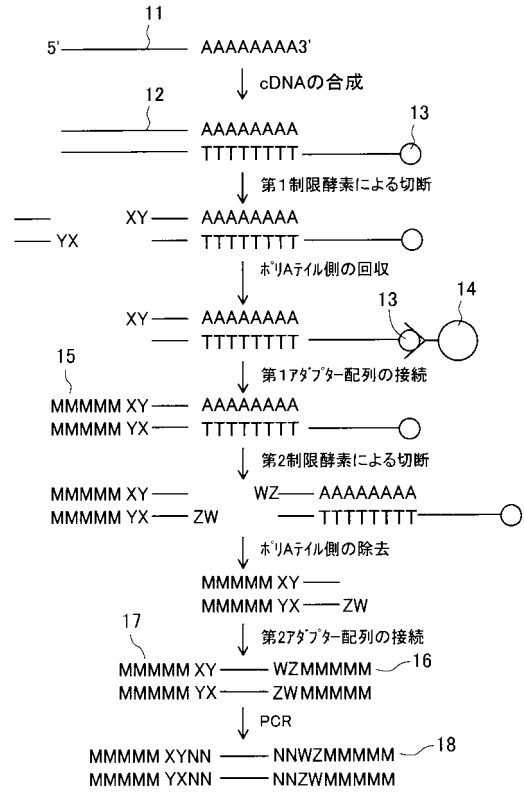 11
5' AAAAAAAA3'
cDNAの合成
12 13
AAAAAAAA
TTTTTTTT
第1制限酵素による切断
XY AAAAAAAA
YX TTTTTTTT
ﾎﾟﾘAﾃｲﾙ側の回収
13 14
XY AAAAAAAA
TTTTTTTT
15 第1ｱﾀﾞﾌﾟﾀｰ配列の接続
MMMMM XY AAAAAAAA
MMMMM YX TTTTTTTT
第2制限酵素による切断
MMMMM XY WZ AAAAAAAA
MMMMM YX ZW TTTTTTTT
ﾎﾟﾘAﾃｲﾙ側の除去
MMMMM XY
MMMMM YX ZW
17 第2ｱﾀﾞﾌﾟﾀｰ配列の接続
MMMMM XY WZMMMMM 16
MMMMM YX ZWMMMMM
PCR
MMMMM XYNN NNWZMMMMM 18
MMMMM YXNN NNZWMMMMM